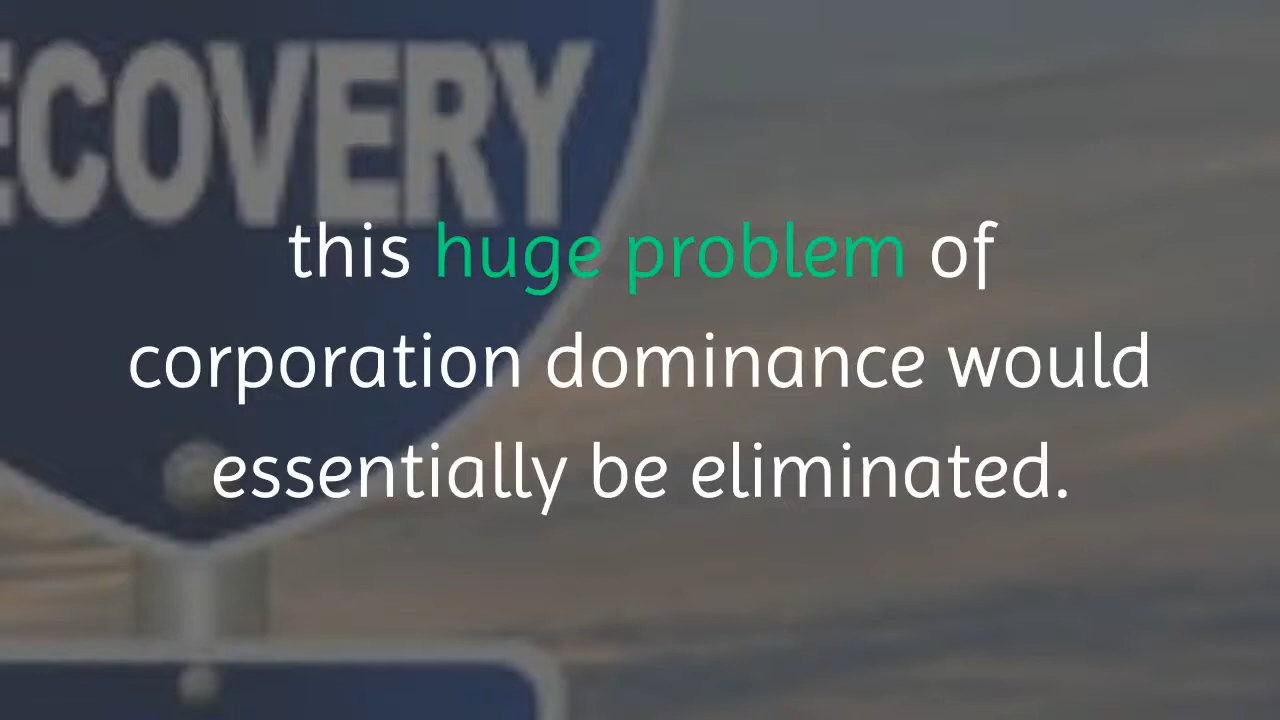 ECOVERY
this huge problem of
corporation dominance would
essentially be eliminated.